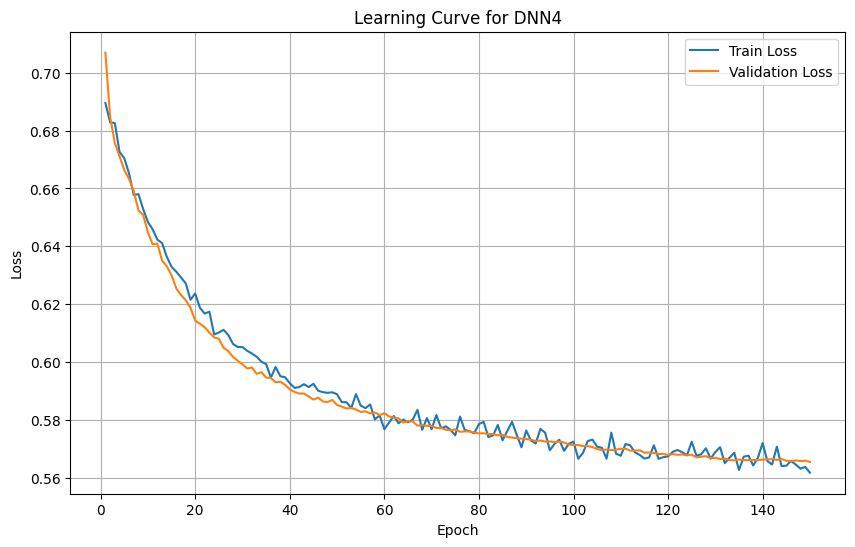 Learning Curve for DNN4
Train Loss
Validation Loss
0.70
0.68
0.66
0.64
0.62
0.60
0.58
0.56
Loss
0 20 40 60 80 100 120 140
Epoch